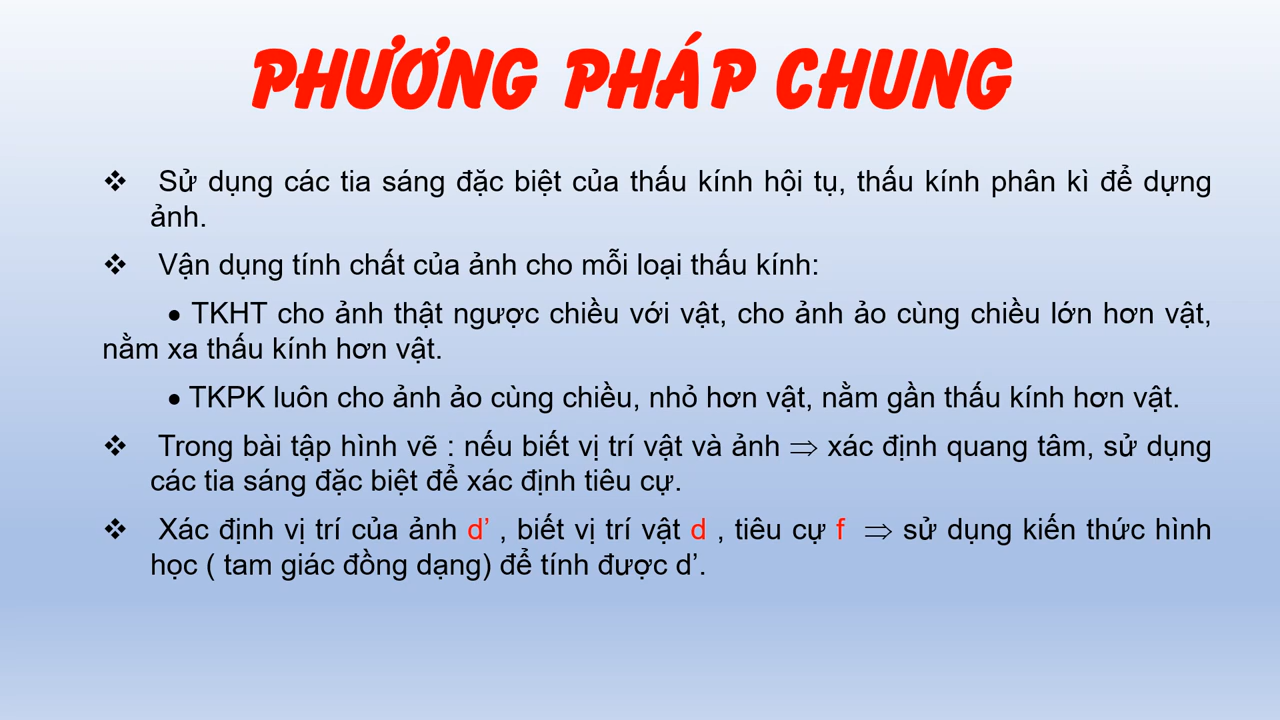 PHƯƠNG PHÁP CHUNG
❖ Sử dụng các tia sáng đặc biệt của thấu kính hội tụ, thấu kính phân kì để dựng
ảnh.
❖ Vận dụng tính chất của ảnh cho mỗi loại thấu kính:
• TKHT cho ảnh thật ngược chiều với vật, cho ảnh ảo cùng chiều lớn hơn vật,
nằm xa thấu kính hơn vật.
• TKPK luôn cho ảnh ảo cùng chiều, nhỏ hơn vật, nằm gần thấu kính hơn vật.
❖ Trong bài tập hình vẽ : nếu biết vị trí vật và ảnh ⇒ xác định quang tâm, sử dụng
các tia sáng đặc biệt để xác định tiêu cự.
❖ Xác định vị trí của ảnh d’ , biết vị trí vật d , tiêu cự f ⇒ sử dụng kiến thức hình
học ( tam giác đồng dạng) để tính được d’.